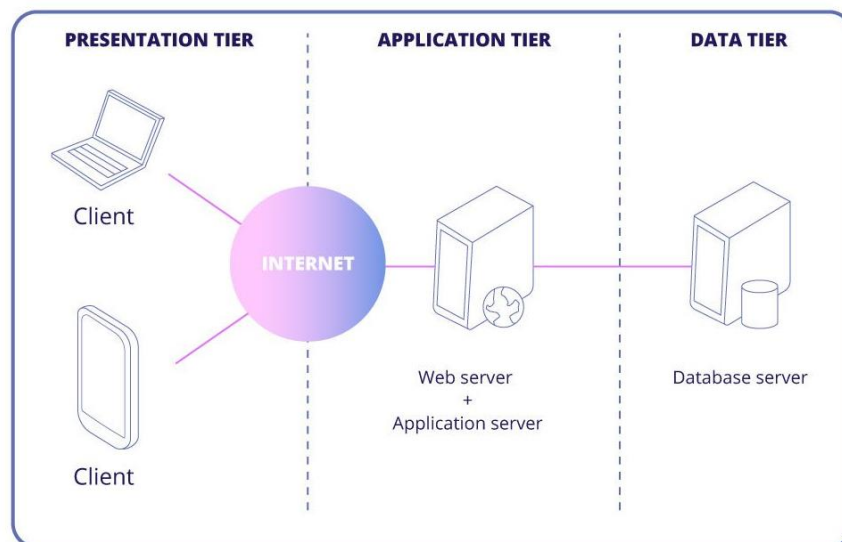 PRESENTATION TIER
APPLICATION TIER
DATA TIER
Client
INTERNET
Web server
+
Application server
Database server
Client